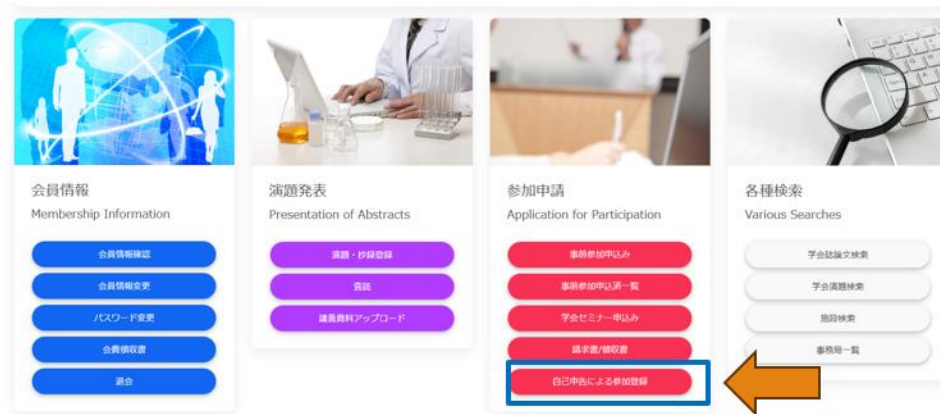 会員情報
Membership Information
会員情報確認
会員情報変更
パスワード変更
会費領収書
退会
演題発表
Presentation of Abstracts
演題・抄録登録
査読
講義資料アップロード
参加申請
Application for Participation
事前参加申込み
事前参加申込済一覧
学会セミナー申込み
請求書/領収書
自己申告による参加登録
各種検索
Various Searches
学会誌論文検索
学会演題検索
施設検索
事務局一覧